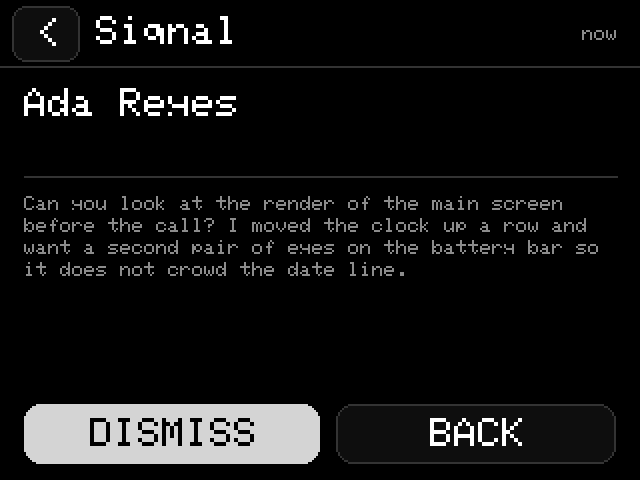 Signal
now
Ada Reyes
Can you look at the render of the main screen
before the call? I moved the clock up a row and
want a second pair of eyes on the battery bar so
it does not crowd the date line.
DISMISS
BACK